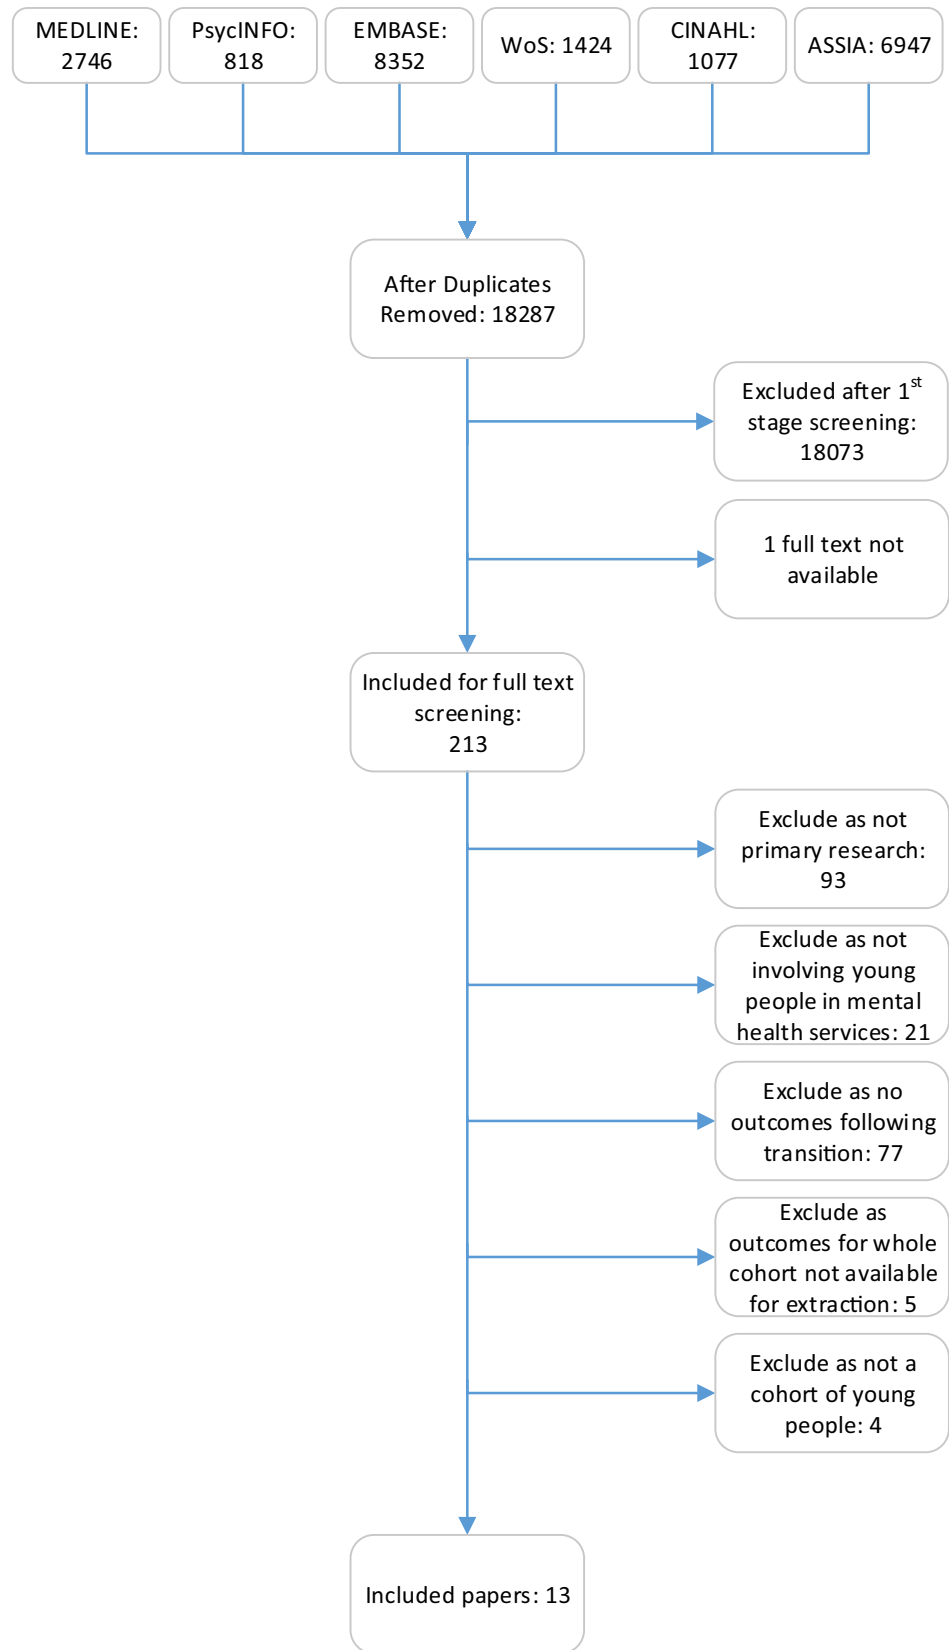 MEDLINE:
2746
PsycINFO:
818
EMBASE:
8352
WoS: 1424
CINAHL:
1077
ASSIA: 6947
After Duplicates
Removed: 18287
Excluded after 1st
stage screening:
18073
1 full text not
available
Included for full text
screening:
213
Exclude as not
primary research:
93
Exclude as not
involving young
people in mental
health services: 21
Exclude as no
outcomes following
transition: 77
Exclude as
outcomes for whole
cohort not available
for extraction: 5
Exclude as not a
cohort of young
people: 4
Included papers: 13